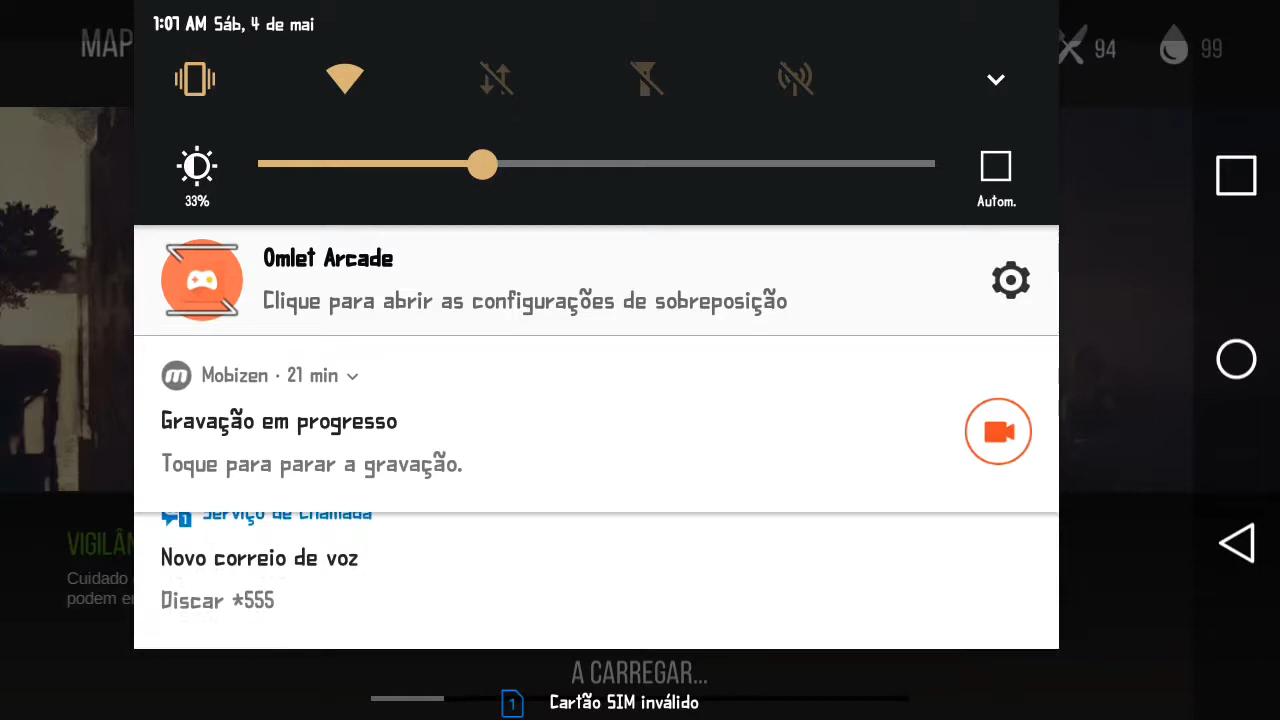 1:07 AM Sáb, 4 de mai
MAP
94
99
33%
Autom.
Omlet Arcade
Clique para abrir as configurações de sobreposição
Mobizen · 21 min
Gravação em progresso
Toque para parar a gravação.
1 Serviço de chamada
Novo correio de voz
Discar *555
VIGILÂN
Cuidado
podem e
A CARREGAR...
1 Cartão SIM inválido